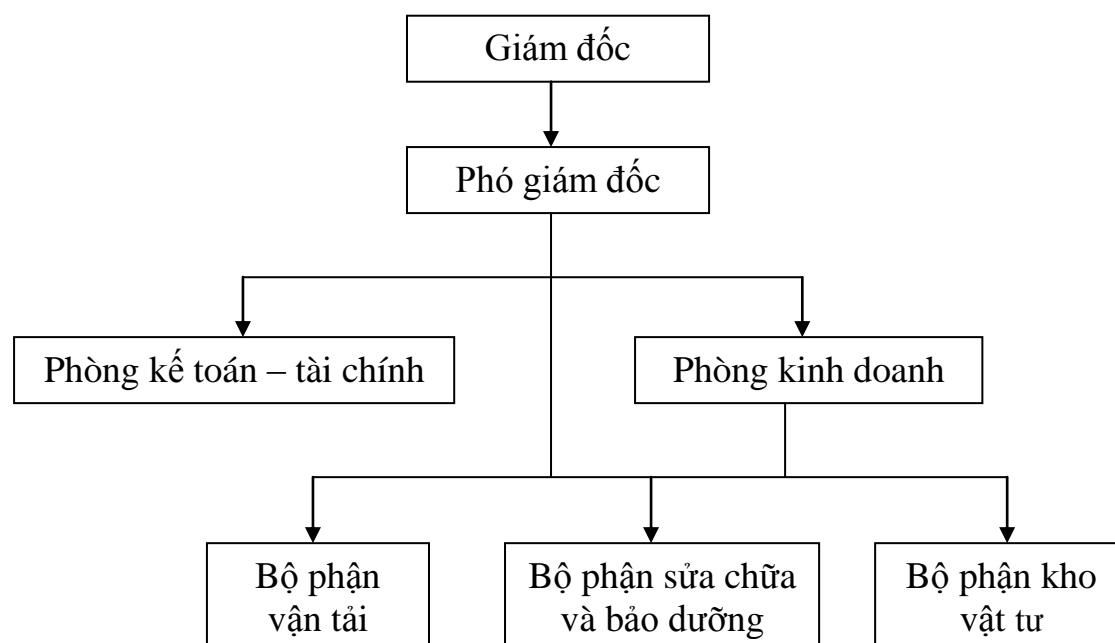 Giám đốc
Phó giám đốc
Phòng kế toán – tài chính
Phòng kinh doanh
Bộ phận
vận tải
Bộ phận sửa chữa
và bảo dưỡng
Bộ phận kho
vật tư